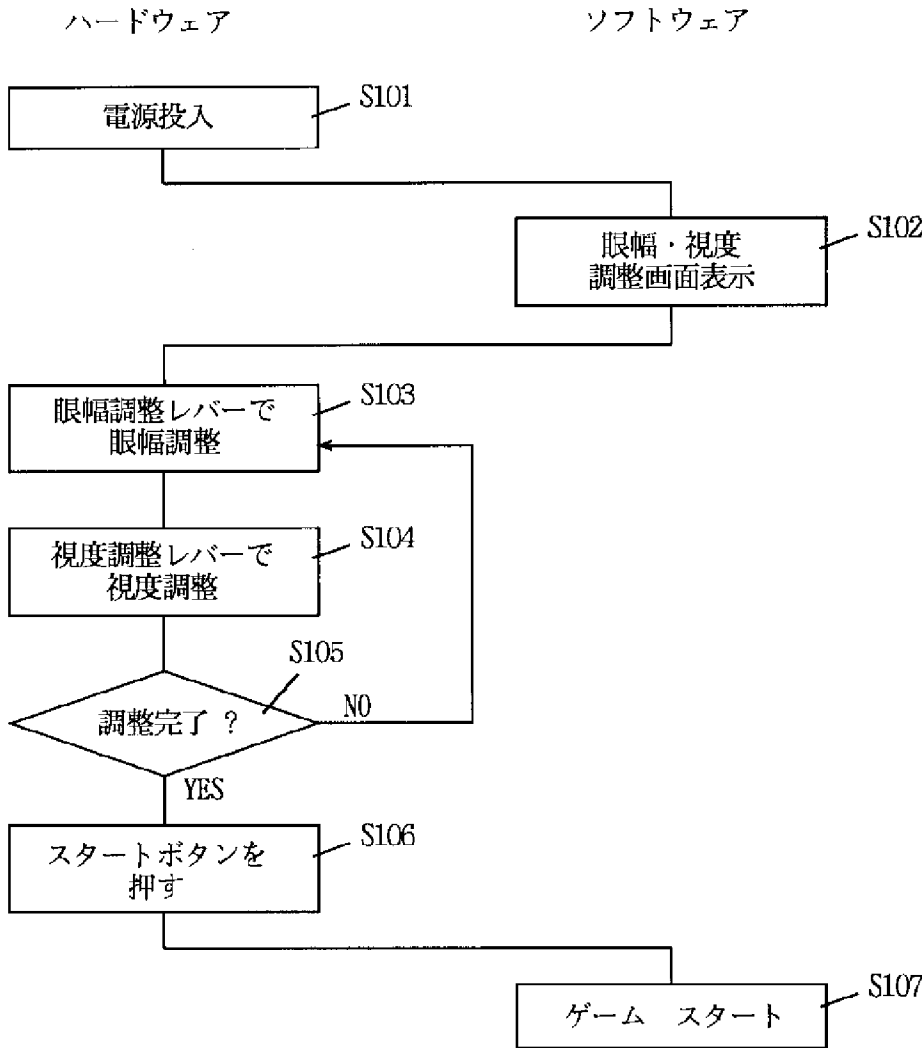 ハードウェア
ソフトウェア
電源投入
S101
眼幅・視度
調整画面表示
S102
眼幅調整レバーで
眼幅調整
S103
視度調整レバーで
視度調整
S104
調整完了 ?
S105
NO
YES
スタートボタンを
押す
S106
ゲーム スタート
S107